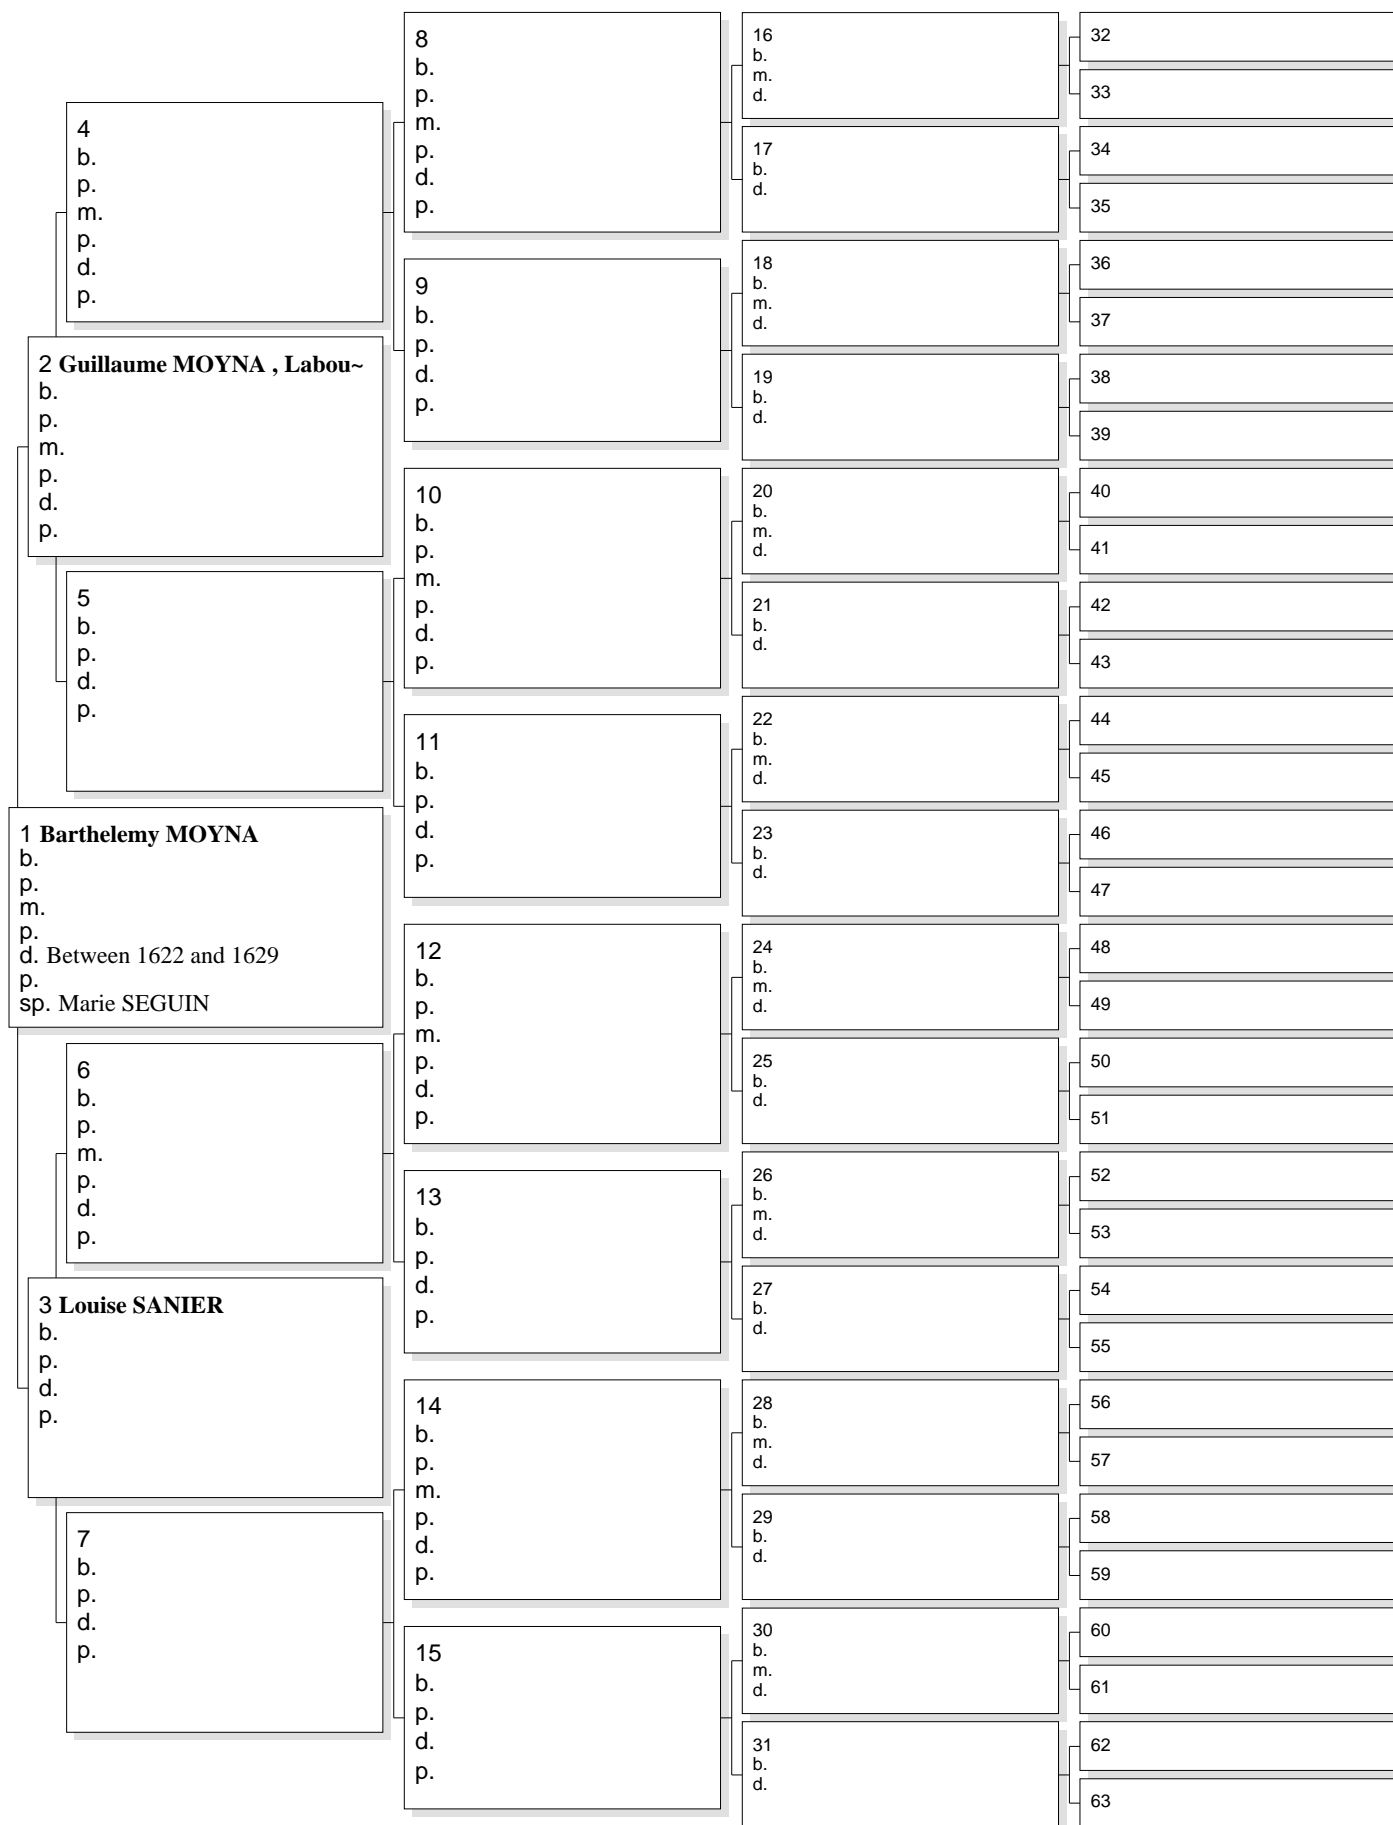 1 Barthelemy MOYNA
b.
p.
m.
p.
d. Between 1622 and 1629
p.
sp. Marie SEGUIN
2 Guillaume MOYNA , Labou~
b.
p.
m.
p.
d.
p.
3 Louise SANIER
b.
p.
d.
p.
4
b.
p.
m.
p.
d.
p.
5
b.
p.
d.
p.
6
b.
p.
m.
p.
d.
p.
7
b.
p.
d.
p.
8
b.
p.
m.
p.
d.
p.
9
b.
p.
d.
p.
10
b.
p.
m.
p.
d.
p.
11
b.
p.
d.
p.
12
b.
p.
m.
p.
d.
p.
13
b.
p.
d.
p.
14
b.
p.
m.
p.
d.
p.
15
b.
p.
d.
p.
16
b.
m.
d.
17
b.
d.
18
b.
m.
d.
19
b.
d.
20
b.
m.
d.
21
b.
d.
22
b.
m.
d.
23
b.
d.
24
b.
m.
d.
25
b.
d.
26
b.
m.
d.
27
b.
d.
28
b.
m.
d.
29
b.
d.
30
b.
m.
d.
31
b.
d.
32
33
34
35
36
37
38
39
40
41
42
43
44
45
46
47
48
49
50
51
52
53
54
55
56
57
58
59
60
61
62
63